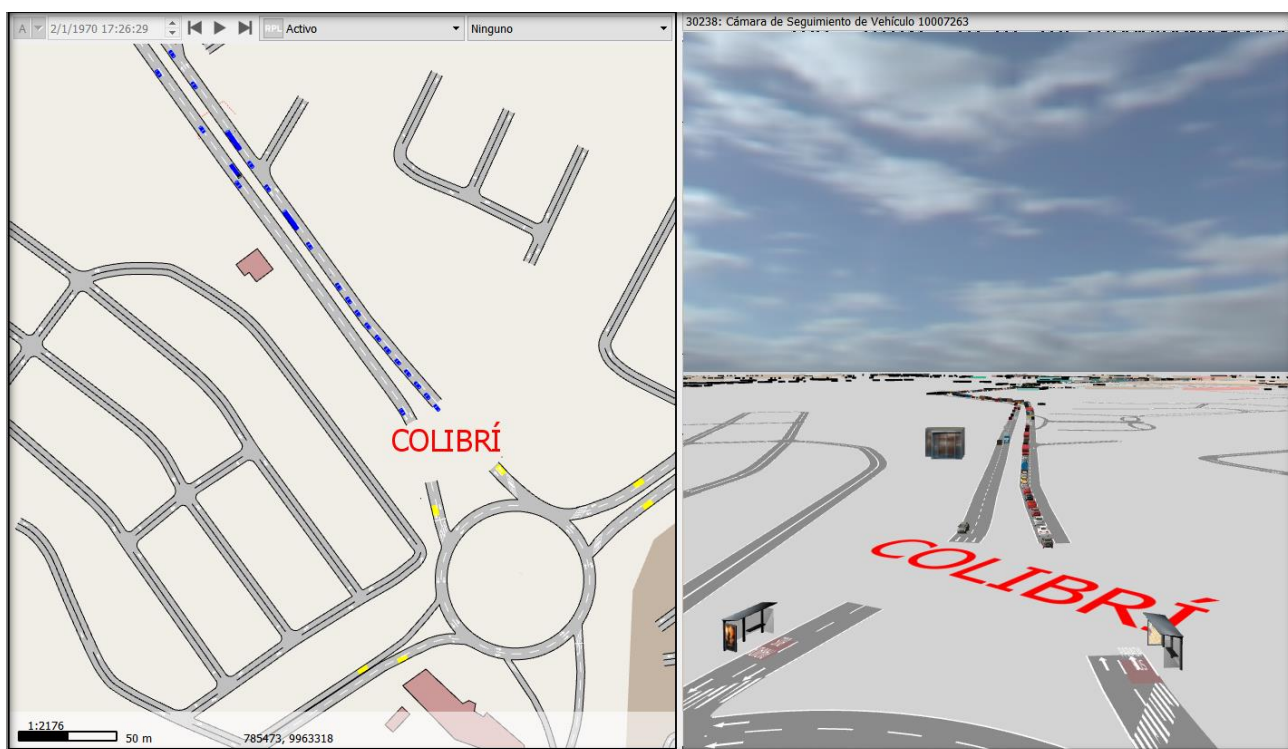 A 2/1/1970 17:26:29 RPL Activo Ninguno
COLIBRÍ
1:2176
50 m
785473, 9963318
30238: Cámara de Seguimiento de Vehículo 10007263
COLIBRÍ